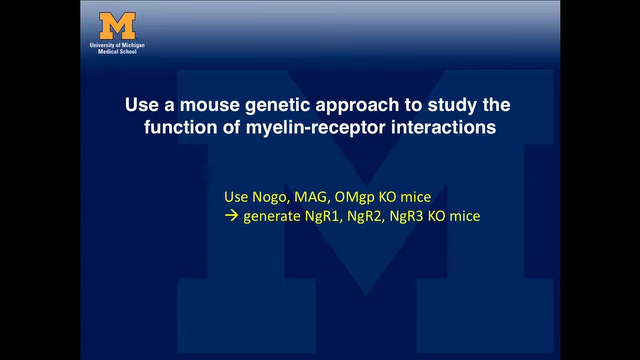 M
University of Michigan
Medical School
Use a mouse genetic approach to study the
function of myelin-receptor interactions
Use Nogo, MAG, OMgp KO mice
→ generate NgR1, NgR2, NgR3 KO mice